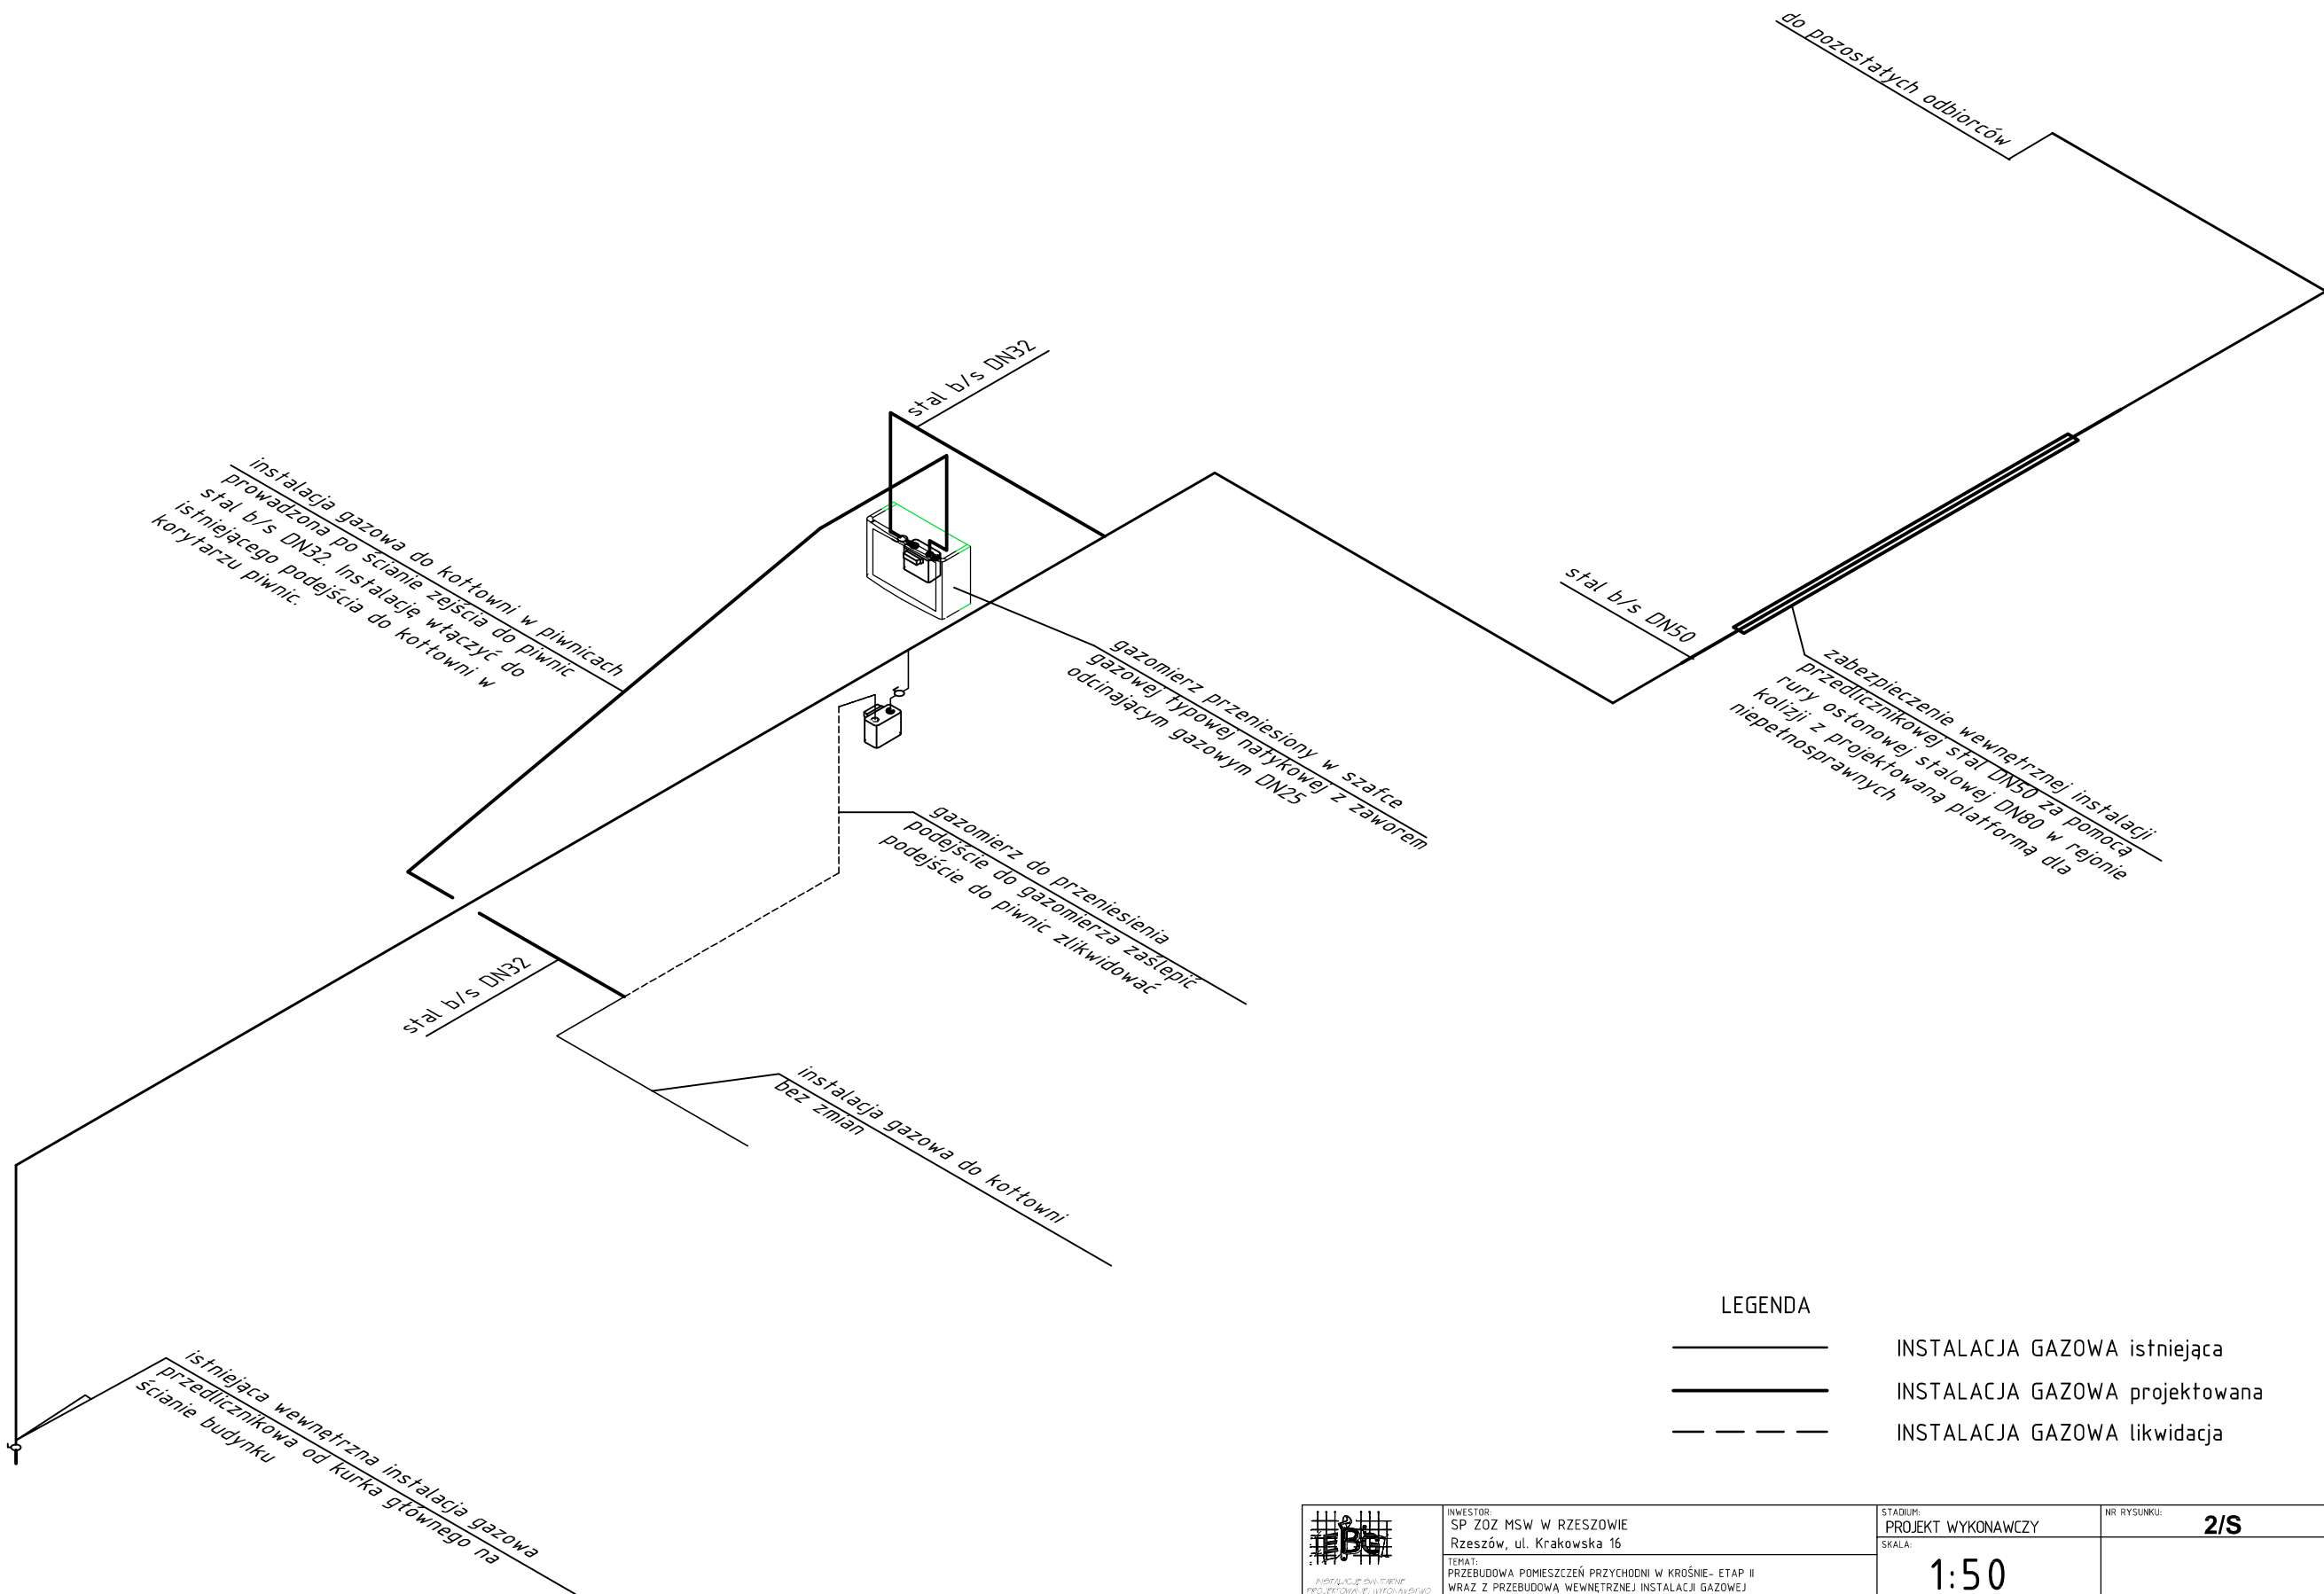 do pozostałych odbiorców
stal b/s DN32
instalacja gazowa do kotłowni w piwnicach
prowadzona po ścianie zejścia do piwnic
stal b/s DN32. Instalację włączyć do
istniejącego podejścia do kotłowni w
korytarzu piwnic.
stal b/s DN50
gazomierz przeniesiony w szafce
gazowej typowej natykowej z zaworem
odcinającym gazowym DN25
zabezpieczenie wewnętrznej instalacji
przedlicznikowej stal DN50 za pomocą
rury osłonowej stalowej DN80 w rejonie
kolizji z projektowaną platformą dla
niepełnosprawnych
gazomierz do przeniesienia
podejście do gazomierza zaślepić
podejście do piwnic zlikwidować
stal b/s DN32
instalacja gazowa do kotłowni
bez zmian
istniejąca wewnętrzna instalacja gazowa
przedlicznikowa od kurka głównego na
ścianie budynku
LEGENDA
INSTALACJA GAZOWA istniejąca
INSTALACJA GAZOWA projektowana
INSTALACJA GAZOWA likwidacja
EBG
INSTALACJE SANITARNE
PROJEKTOWANIE I WYKONAWSTWO
INWESTOR:
SP ZOZ MSW W RZESZOWIE
Rzeszów, ul. Krakowska 16
TEMAT:
PRZEBUDOWA POMIESZCZEŃ PRZYCHODNI W KROŚNIE- ETAP II
WRAZ Z PRZEBUDOWĄ WEWNĘTRZNEJ INSTALACJI GAZOWEJ
STADIUM:
PROJEKT WYKONAWCZY
SKALA:
1:50
NR RYSUNKU:
2/S